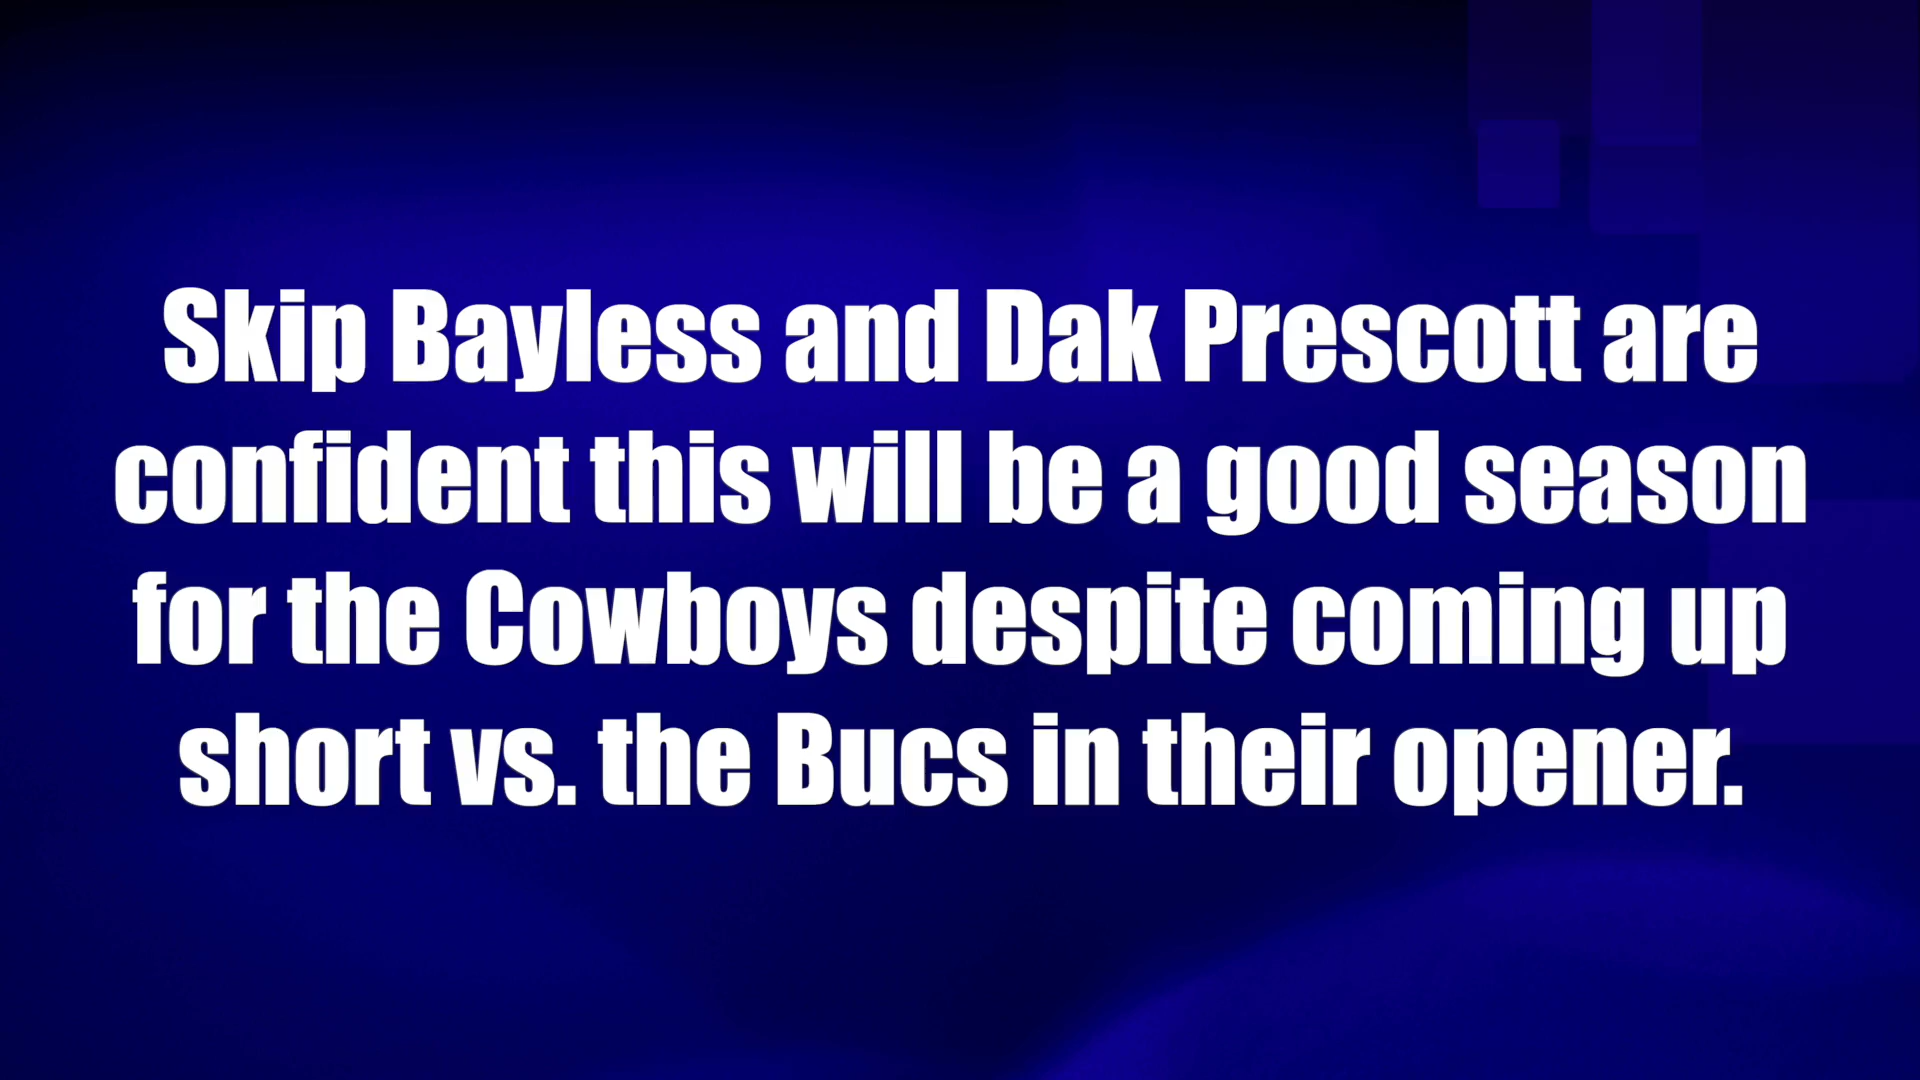 Skip Bayless and Dak Prescott are
confident this will be a good season
for the Cowboys despite coming up
short vs. the Bucs in their opener.